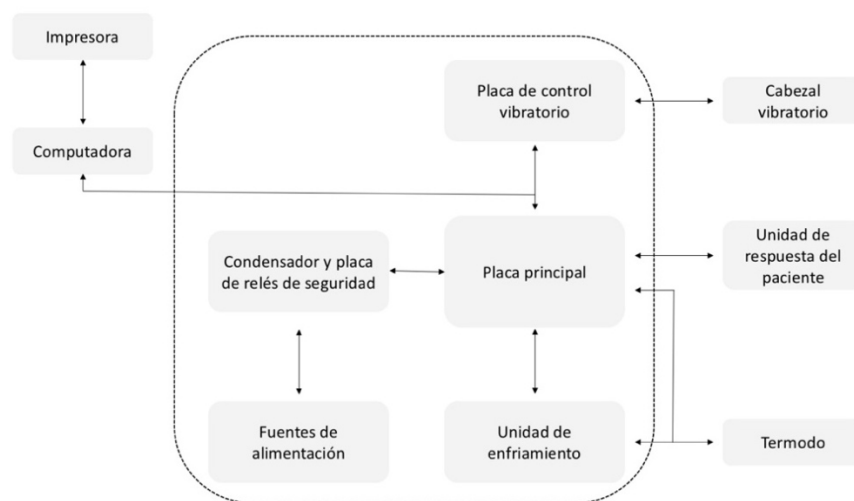 Impresora
Computadora
Placa de control
vibratorio
Cabezal
vibratorio
Condensador y placa
de relés de seguridad
Placa principal
Unidad de
respuesta del
paciente
Fuentes de
alimentación
Unidad de
enfriamiento
Termodo